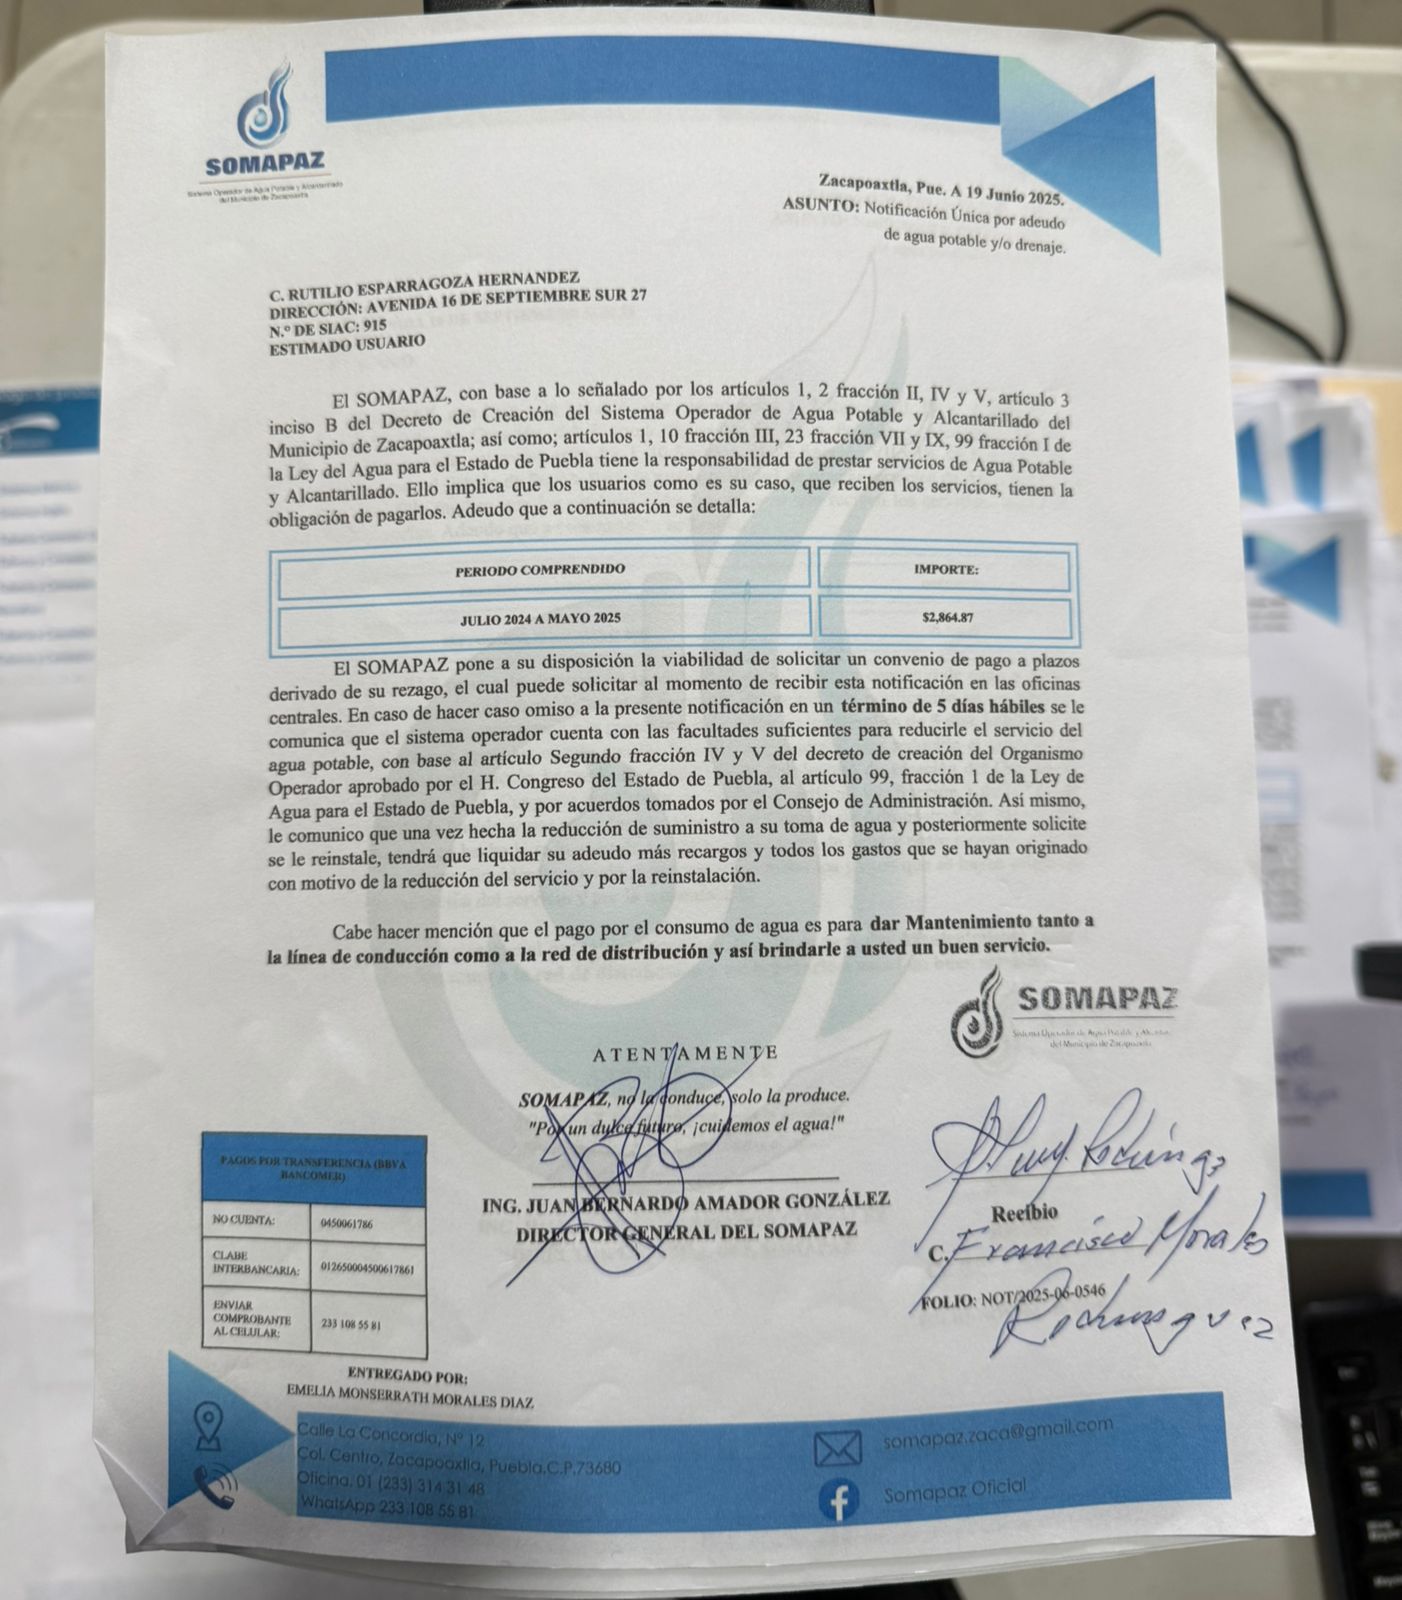 SOMAPAZ
Sistema Operador de Agua Potable y Alcantarillado
del Municipio de Zacapoaxtla
Zacapoaxtla, Pue. A 19 Junio 2025.
ASUNTO: Notificación Única por adeudo
de agua potable y/o drenaje.
C. RUTILIO ESPARRAGOZA HERNANDEZ
DIRECCIÓN: AVENIDA 16 DE SEPTIEMBRE SUR 27
N.º DE SIAC: 915
ESTIMADO USUARIO
El SOMAPAZ, con base a lo señalado por los artículos 1, 2 fracción II, IV y V, artículo 3
inciso B del Decreto de Creación del Sistema Operador de Agua Potable y Alcantarillado del
Municipio de Zacapoaxtla; así como; artículos 1, 10 fracción III, 23 fracción VII y IX, 99 fracción I de
la Ley del Agua para el Estado de Puebla tiene la responsabilidad de prestar servicios de Agua Potable
y Alcantarillado. Ello implica que los usuarios como es su caso, que reciben los servicios, tienen la
obligación de pagarlos. Adeudo que a continuación se detalla:
PERIODO COMPRENDIDO IMPORTE:
JULIO 2024 A MAYO 2025 $2,864.87
El SOMAPAZ pone a su disposición la viabilidad de solicitar un convenio de pago a plazos
derivado de su rezago, el cual puede solicitar al momento de recibir esta notificación en las oficinas
centrales. En caso de hacer caso omiso a la presente notificación en un término de 5 días hábiles se le
comunica que el sistema operador cuenta con las facultades suficientes para reducirle el servicio del
agua potable, con base al artículo Segundo fracción IV y V del decreto de creación del Organismo
Operador aprobado por el H. Congreso del Estado de Puebla, al artículo 99, fracción 1 de la Ley de
Agua para el Estado de Puebla, y por acuerdos tomados por el Consejo de Administración. Así mismo,
le comunico que una vez hecha la reducción de suministro a su toma de agua y posteriormente solicite
se le reinstale, tendrá que liquidar su adeudo más recargos y todos los gastos que se hayan originado
con motivo de la reducción del servicio y por la reinstalación.
Cabe hacer mención que el pago por el consumo de agua es para dar Mantenimiento tanto a
la línea de conducción como a la red de distribución y así brindarle a usted un buen servicio.
SOMAPAZ
Sistema Operador de Agua Potable y Alcantarillado
del Municipio de Zacapoaxtla
ATENTAMENTE
SOMAPAZ, no la conduce, solo la produce.
"Por un dulce futuro, ¡cuidemos el agua!"
ING. JUAN BERNARDO AMADOR GONZÁLEZ
DIRECTOR GENERAL DEL SOMAPAZ
Recibio
C. Francisco Morales
FOLIO: NOT/2025-06-0546
Rodriguez
PAGOS POR TRANSFERENCIA (BBVA
BANCOMER)
NO CUENTA: 0450061786
CLABE
INTERBANCARIA: 012650004500617861
ENVIAR
COMPROBANTE
AL CELULAR: 233 108 55 81
ENTREGADO POR:
EMELIA MONSERRATH MORALES DIAZ
Calle La Concordia, N° 12
Col. Centro, Zacapoaxtla, Puebla.C.P.73680
Oficina. 01 (233) 314 31 48
WhatsApp 233 108 55 81
somapaz.zaca@gmail.com
Somapaz Oficial